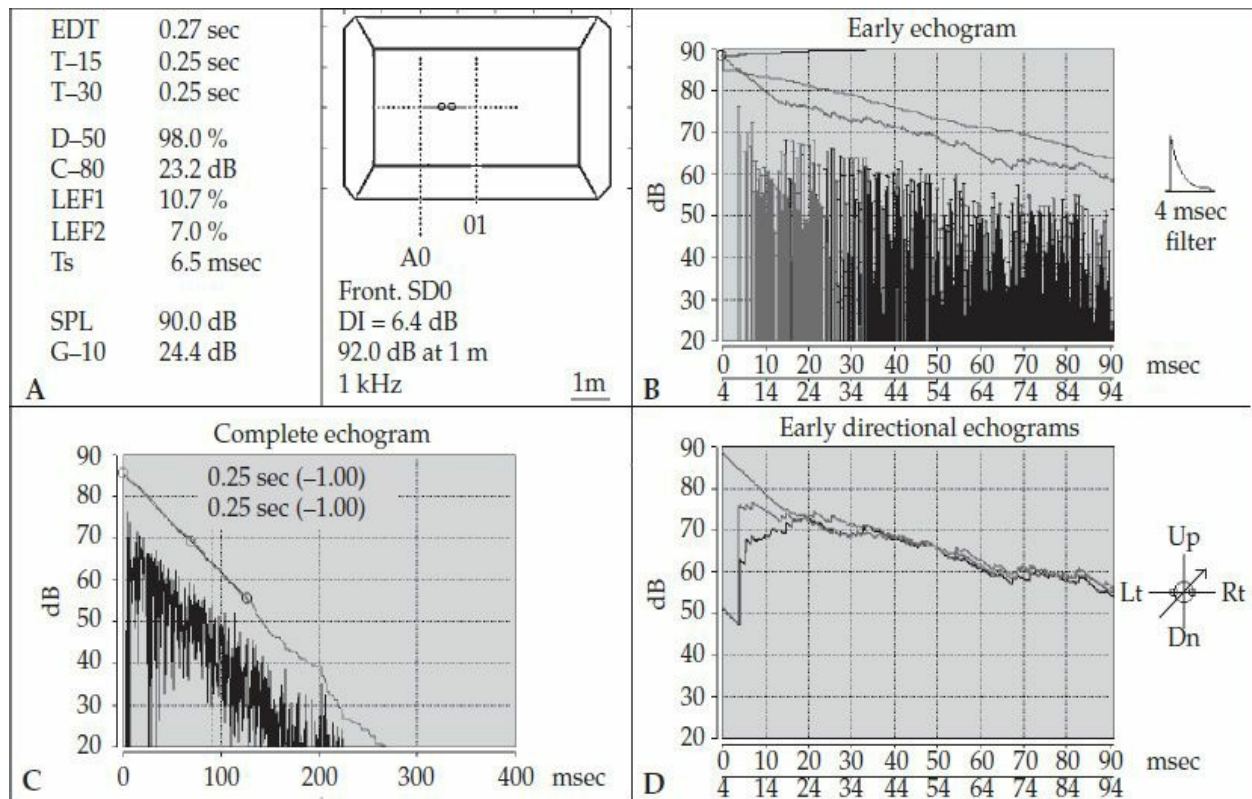 EDT 0.27 sec
T–15 0.25 sec
T–30 0.25 sec
D–50 98.0 %
C–80 23.2 dB
LEF1 10.7 %
LEF2 7.0 %
Ts 6.5 msec
SPL 90.0 dB
G–10 24.4 dB
A
01
A0
Front. SD0
DI = 6.4 dB
92.0 dB at 1 m
1 kHz 1m
Early echogram
90
80
70
60
50
40
30
20
dB
0 10 20 30 40 50 60 70 80 90 msec
4 14 24 34 44 54 64 74 84 94
4 msec
filter
B
Complete echogram
0.25 sec (–1.00)
0.25 sec (–1.00)
90
80
70
60
50
40
30
20
dB
0 100 200 300 400 msec
C
Early directional echograms
90
80
70
60
50
40
30
20
dB
0 10 20 30 40 50 60 70 80 90 msec
4 14 24 34 44 54 64 74 84 94
Up
Lt Rt
Dn
D